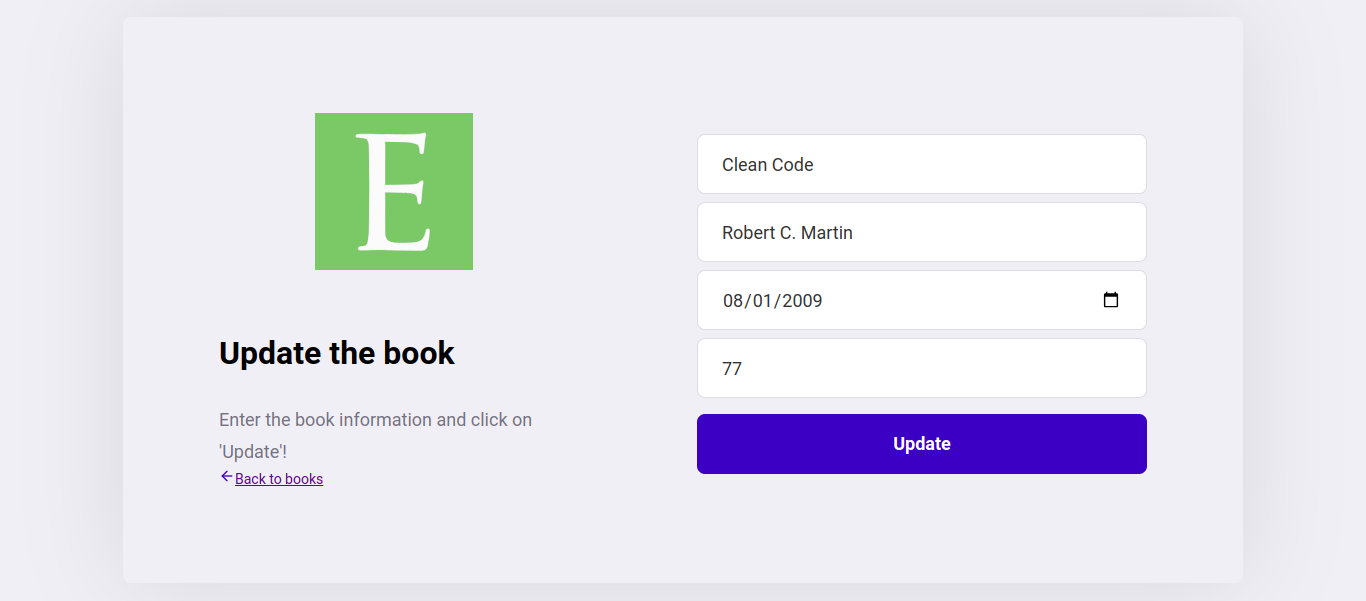 E
Update the book
Enter the book information and click on
'Update'!
Back to books
Clean Code
Robert C. Martin
08/01/2009
77
Update